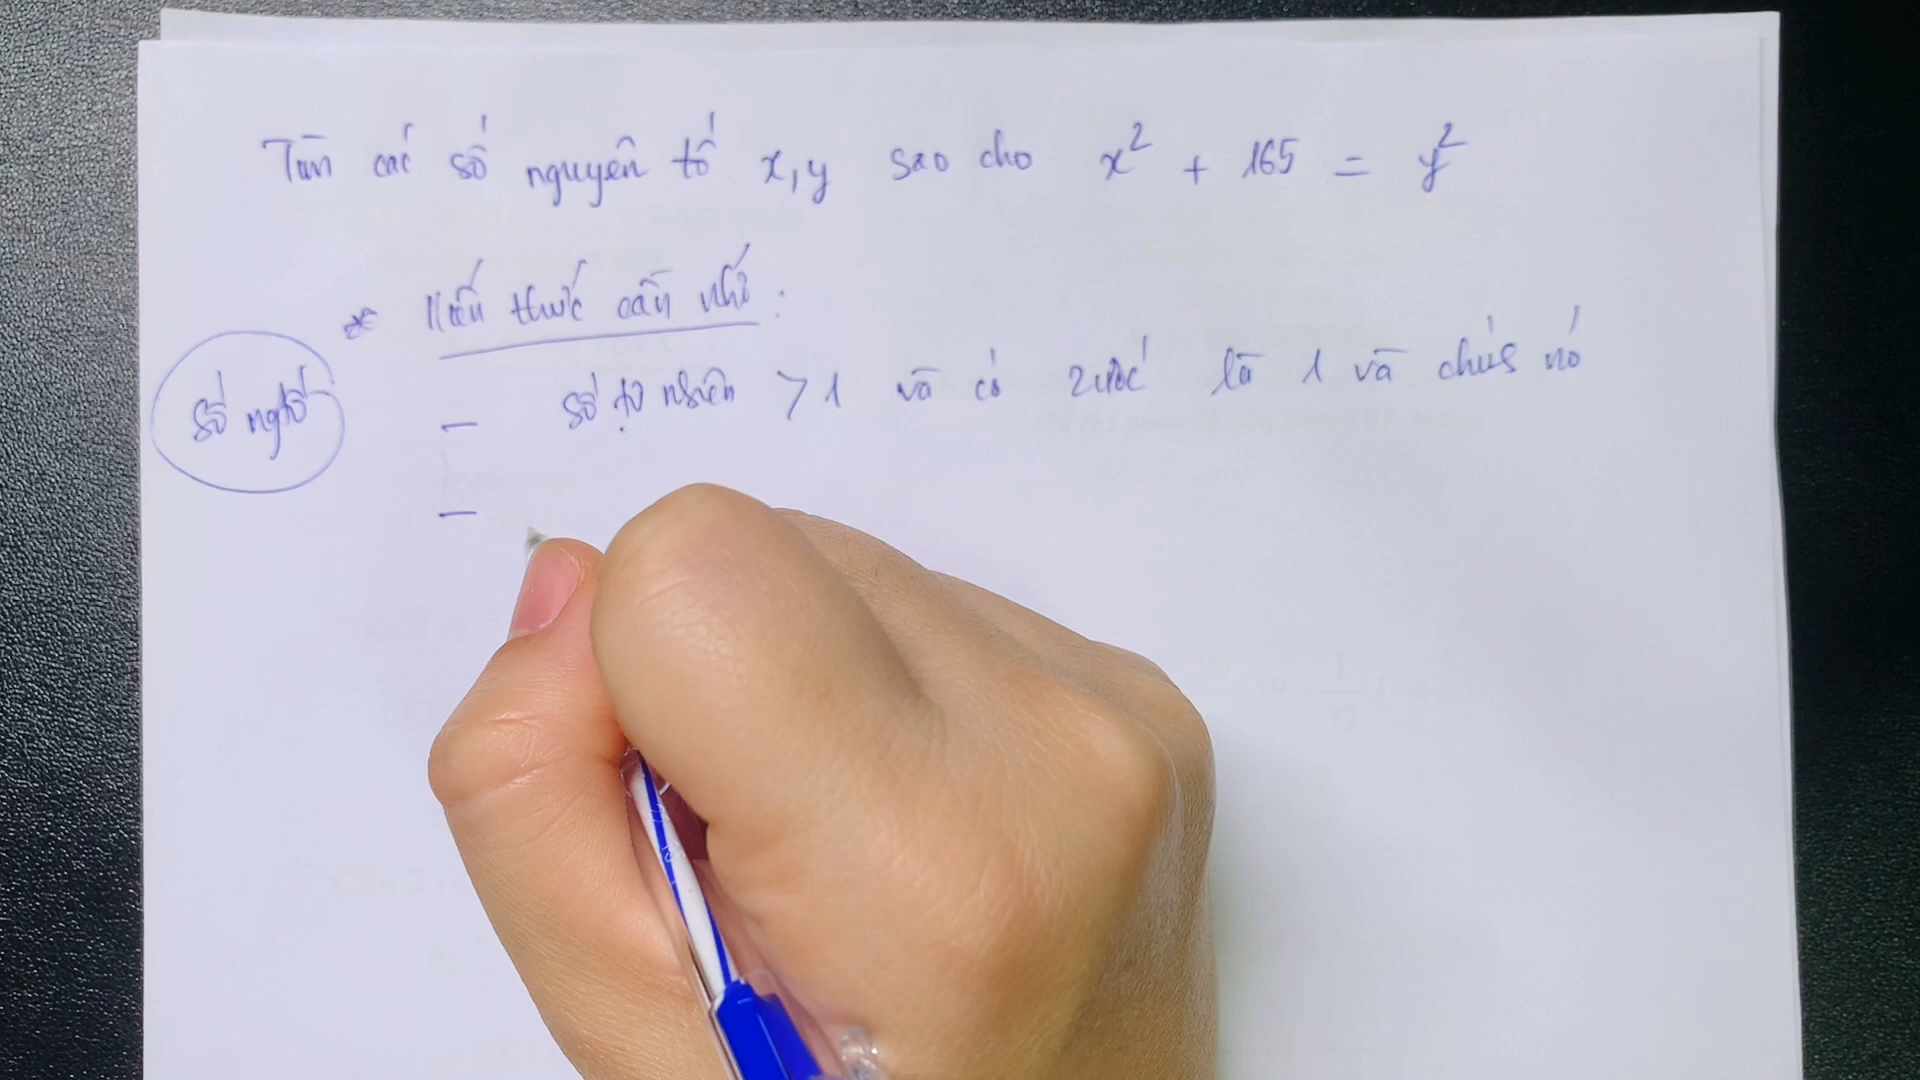 Tìm các số nguyên tố x, y sao cho x² + 165 = y²
* Kiến thức cần nhớ :
số ngtố
— số tự nhiên > 1 và có 2 ước là 1 và chính nó
—